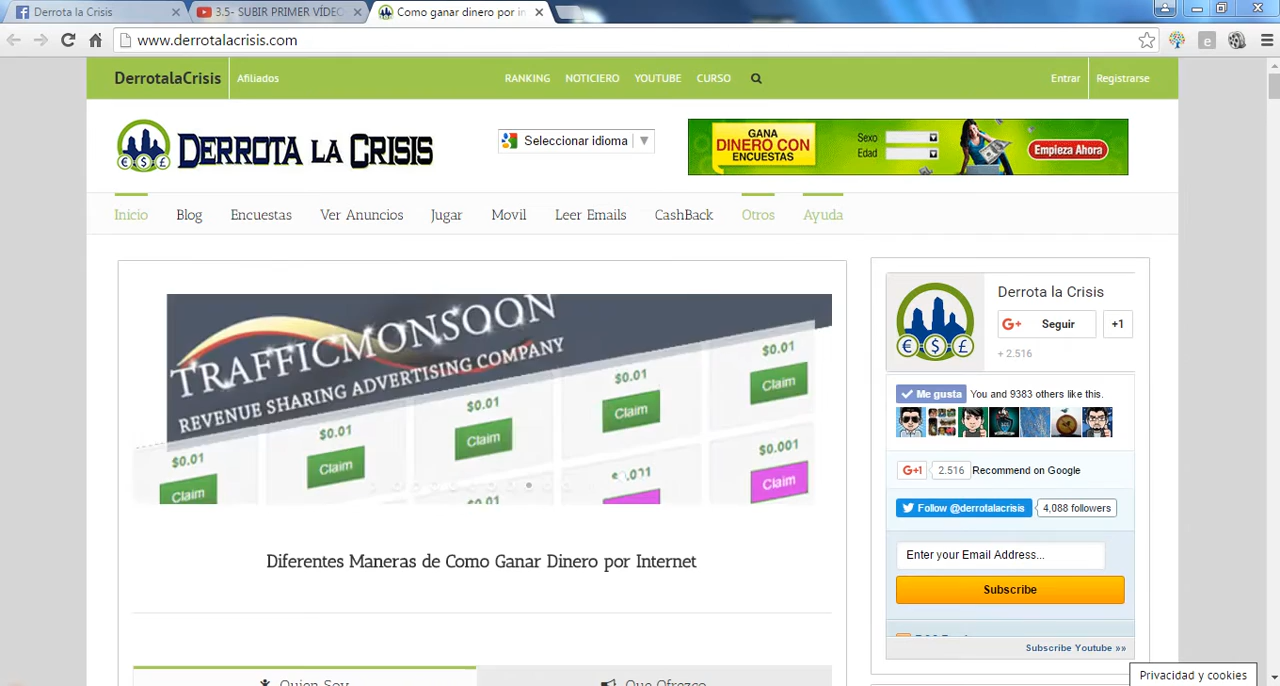 Derrota la Crisis
3.5- SUBIR PRIMER VÍDEO
Como ganar dinero por in
www.derrotalacrisis.com
DerrotalaCrisis
Afiliados
RANKING
NOTICIERO
YOUTUBE
CURSO
Entrar
Registrarse
DERROTA LA CRISIS
Seleccionar idioma
GANA
DINERO CON
ENCUESTAS
Sexo
Edad
Empieza Ahora
Inicio
Blog
Encuestas
Ver Anuncios
Jugar
Movil
Leer Emails
CashBack
Otros
Ayuda
TRAFFICMONSOON
REVENUE SHARING ADVERTISING COMPANY
$0.01
$0.01
$0.01
$0.01
$0.01
Claim
Claim
Claim
Claim
Claim
$0.001
Claim
$0.01
Diferentes Maneras de Como Ganar Dinero por Internet
Quien Soy
Que Ofrezco
Derrota la Crisis
G+ Seguir
+1
+ 2.516
Me gusta
You and 9383 others like this.
G+1
2.516
Recommend on Google
Follow @derrotalacrisis
4,088 followers
Enter your Email Address...
Subscribe
Subscribe Youtube »»
Privacidad y cookies